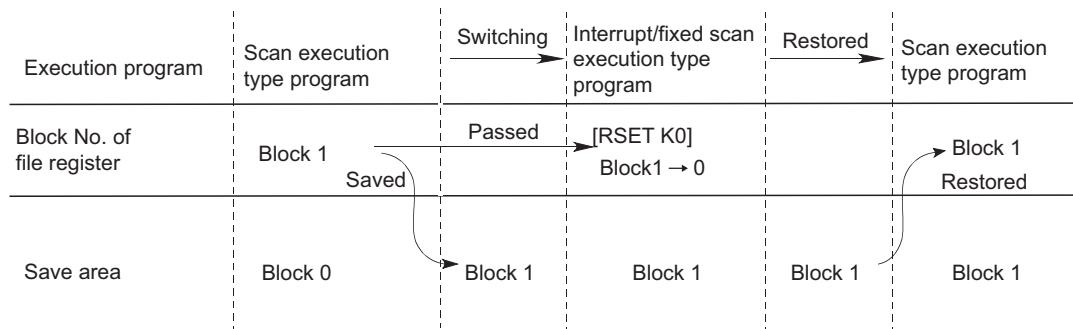 Execution program
Scan execution
type program
Switching
Interrupt/fixed scan
execution type
program
Restored
Scan execution
type program
Block No. of
file register
Block 1
Passed
Saved
[RSET K0]
Block1 → 0
Block 1
Restored
Save area
Block 0
Block 1
Block 1
Block 1
Block 1